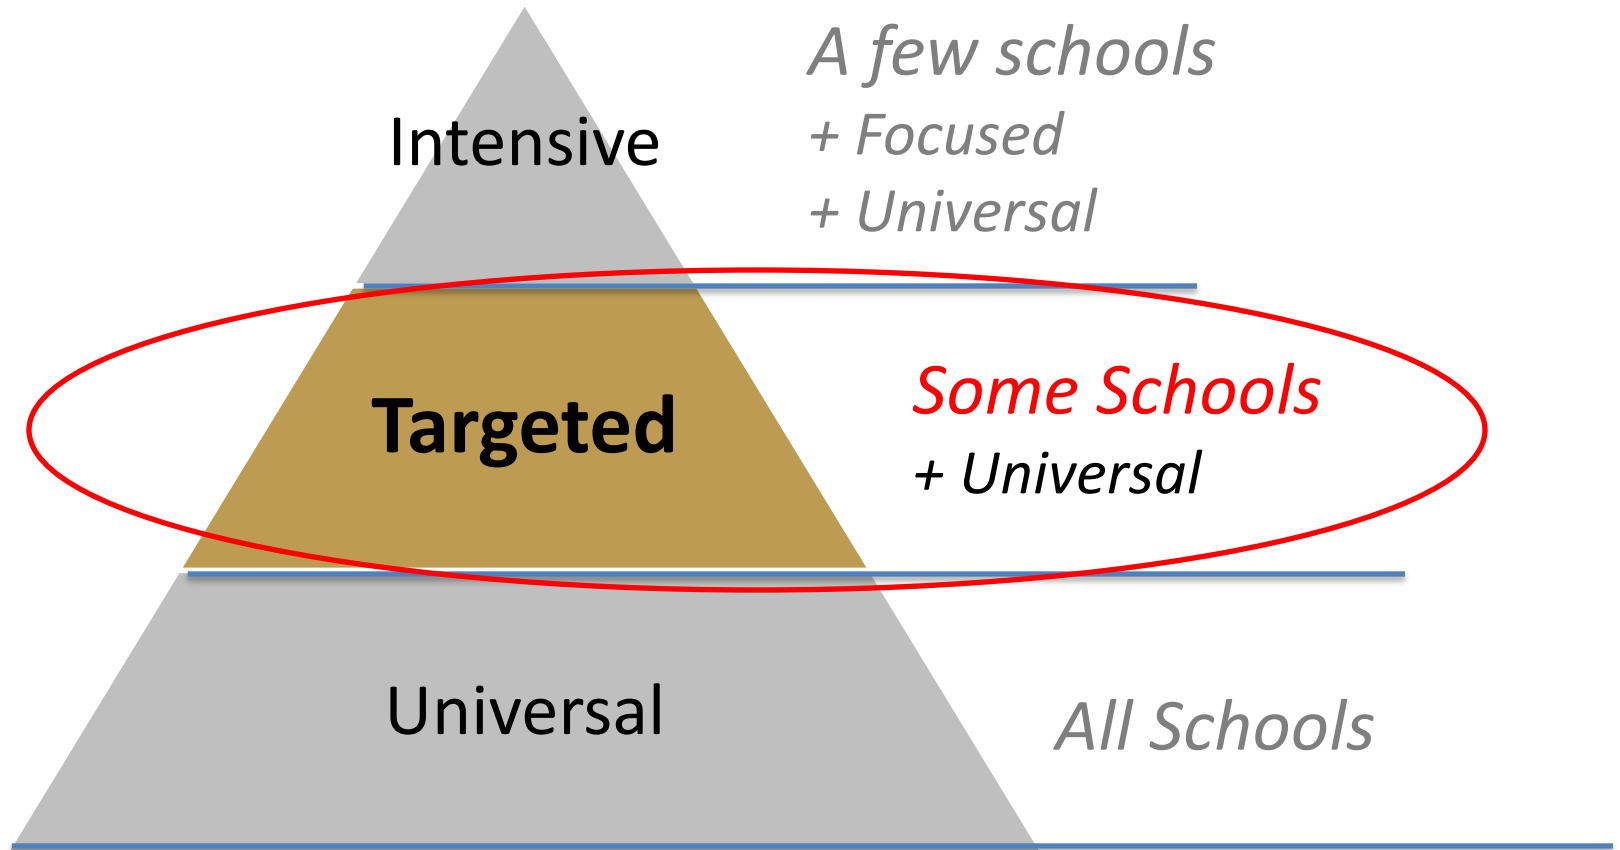 A few schools
Intensive
+ Focused
+ Universal
Some Schools
Targeted
+ Universal
Universal
All Schools